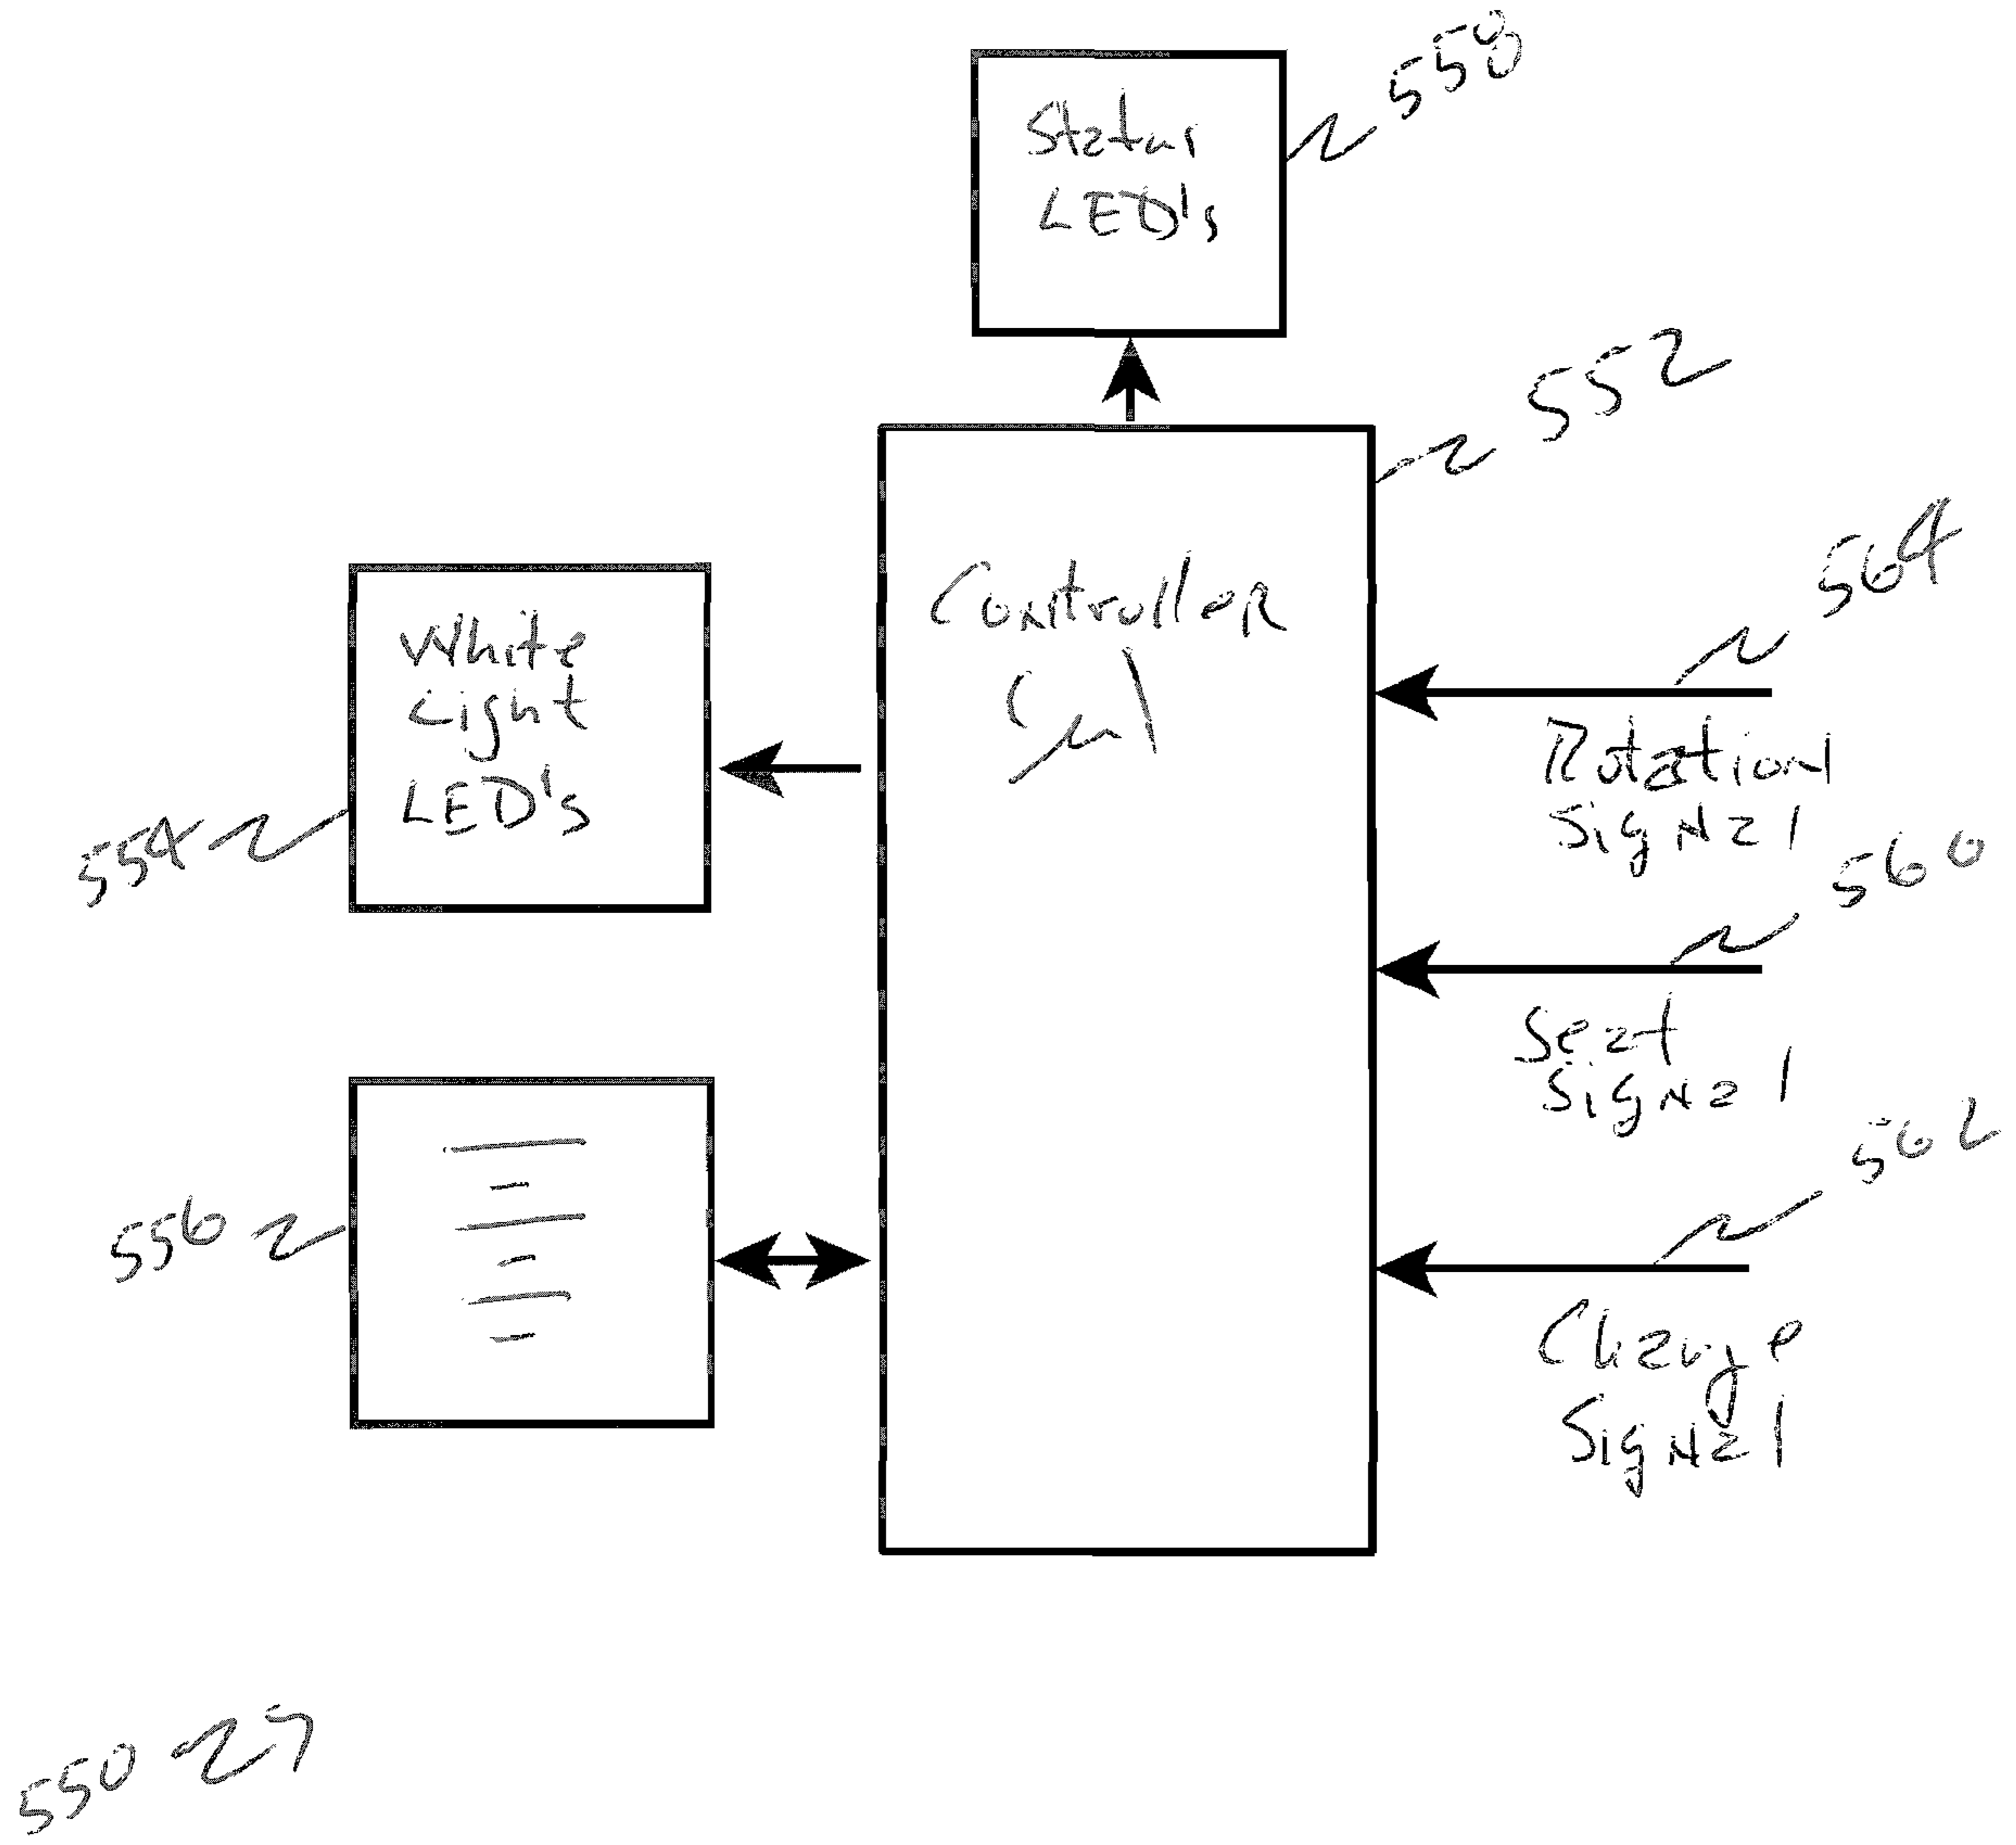 558
Status
LED's
552
564
Controller
White
Light
LED's
Rotation
Signal
554
560
Seat
Signal
562
556
Charge
Signal
550